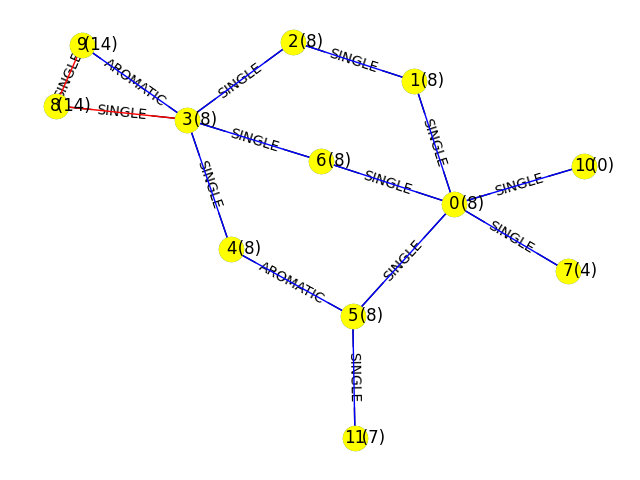 2(8)
9(14)
SINGLE
SINGLE
AROMATIC
SINGLE
1(8)
8(14)
SINGLE
3(8)
SINGLE
SINGLE
6(8)
10(0)
SINGLE
SINGLE
SINGLE
0(8)
SINGLE
4(8)
SINGLE
7(4)
AROMATIC
5(8)
SINGLE
11(7)